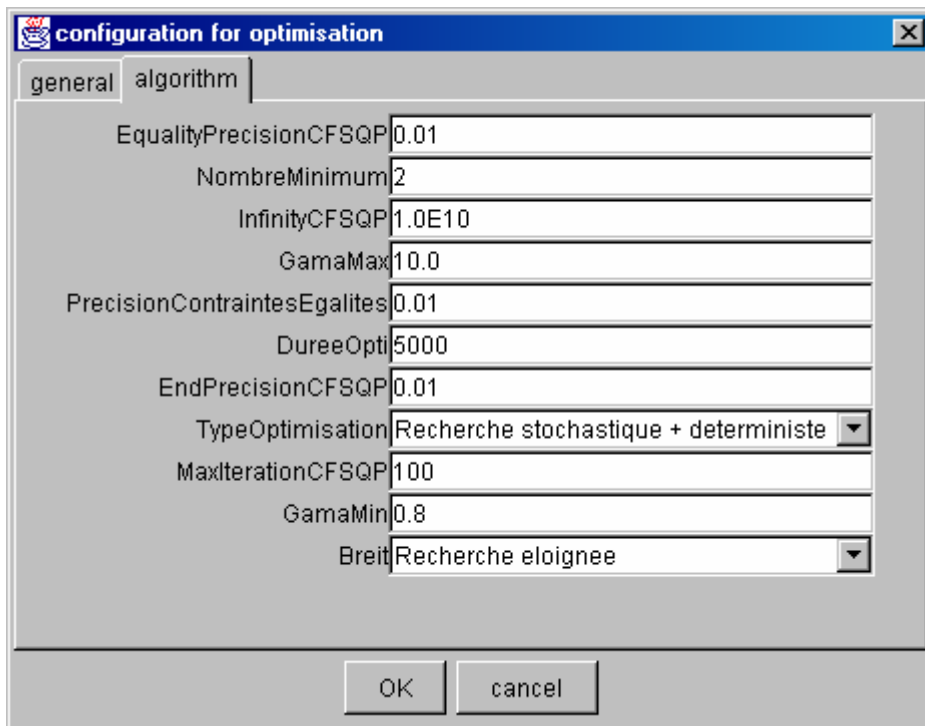 configuration for optimisation
general algorithm
EqualityPrecisionCFSQP 0.01
NombreMinimum 2
InfinityCFSQP 1.0E10
GamaMax 10.0
PrecisionContraintesEgalites 0.01
DureeOpti 5000
EndPrecisionCFSQP 0.01
TypeOptimisation Recherche stochastique + deterministe
MaxIterationCFSQP 100
GamaMin 0.8
Breit Recherche eloignee
OK cancel